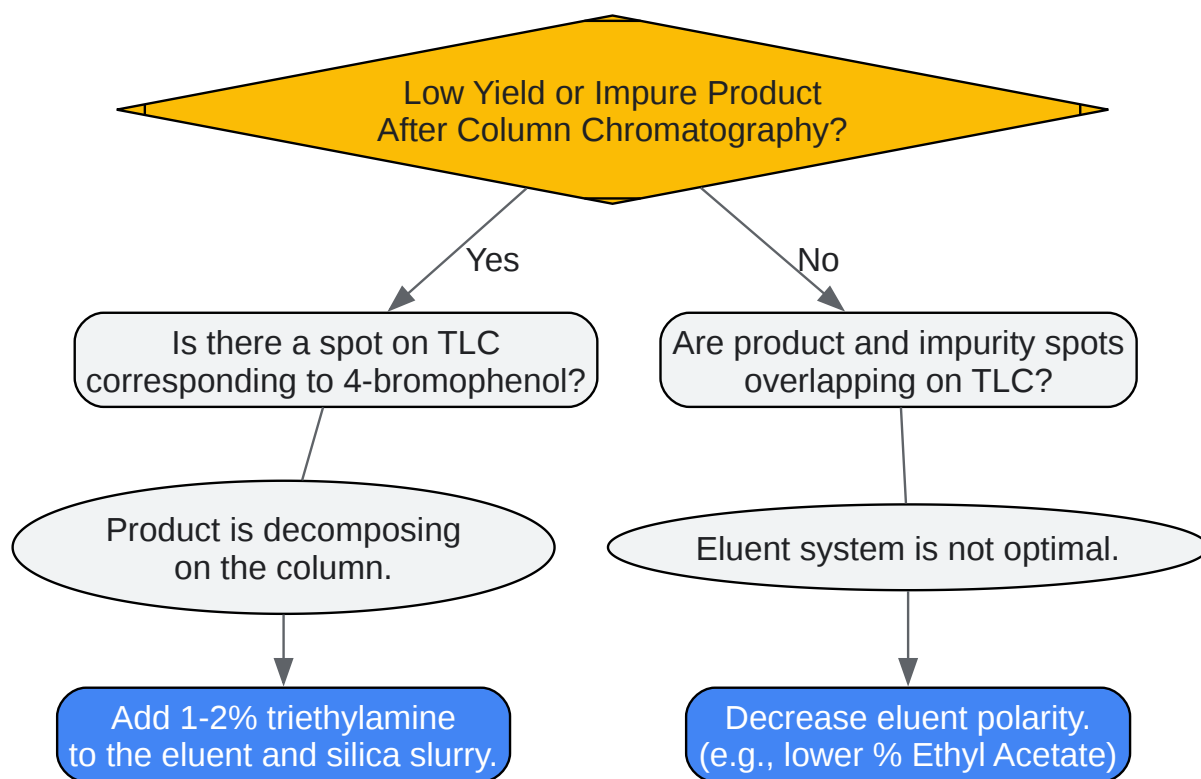 Low Yield or Impure Product
After Column Chromatography?
Yes
No
Is there a spot on TLC
corresponding to 4-bromophenol?
Are product and impurity spots
overlapping on TLC?
Product is decomposing
on the column.
Eluent system is not optimal.
Add 1-2% triethylamine
to the eluent and silica slurry.
Decrease eluent polarity.
(e.g., lower % Ethyl Acetate)